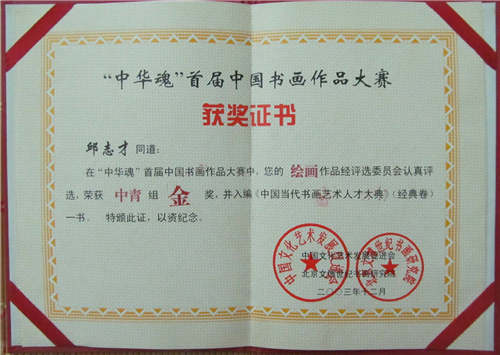 “中华魂”首届中国书画作品大赛
获奖证书
邱志才 同道：
在“中华魂”首届中国书画作品大赛中，您的 绘画 作品经评选委员会认真评
选，荣获 中青 组 金 奖，并入编《中国当代书画艺术人才大典》（经典卷）
一书。 特颁此证，以资纪念。
中国文化艺术发展促进会
二〇〇三年十二月